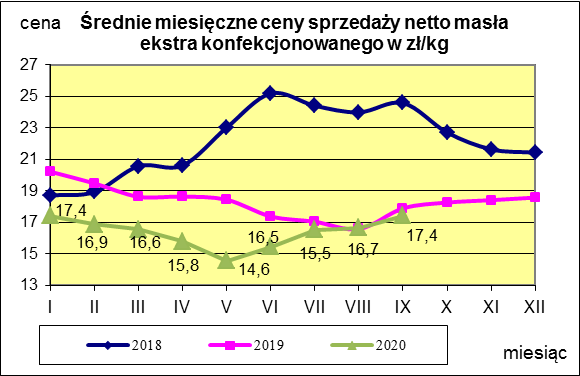 cena
Średnie miesięczne ceny sprzedaży netto masła
ekstra konfekcjonowanego w zł/kg
27
25
23
21
19
17
15
13
17,4
16,9
16,6
15,8
14,6
16,5
15,5
16,7
17,4
I II III IV V VI VII VIII IX X XI XII
2018 2019 2020
miesiąc